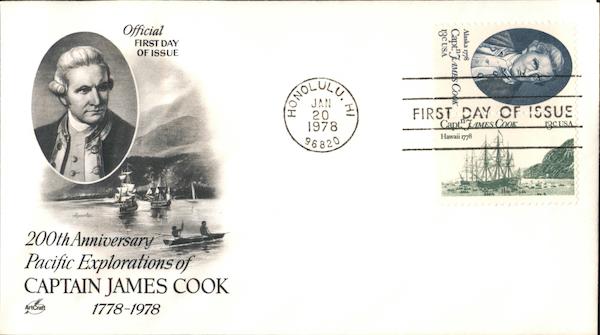 Official
FIRST DAY
OF ISSUE
200th Anniversary
Pacific Explorations of
CAPTAIN JAMES COOK
1778-1978
ArtCraft
HONOLULU, HI
JAN
20
1978
96820
FIRST DAY OF ISSUE
Alaska 1778
Capt. JAMES COOK
13c USA
Capt. JAMES COOK 13c USA
Hawaii 1778